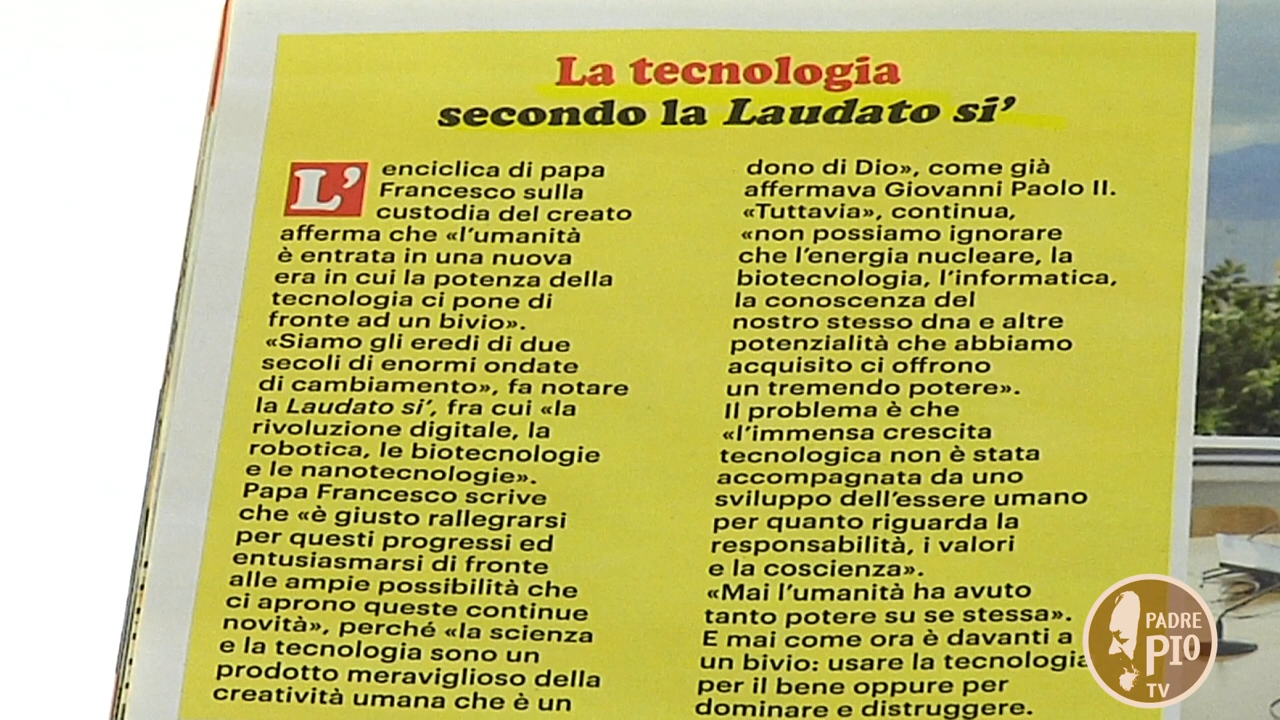 La tecnologia
secondo la Laudato si’
L’enciclica di papa
Francesco sulla
custodia del creato
afferma che «l’umanità
è entrata in una nuova
era in cui la potenza della
tecnologia ci pone di
fronte ad un bivio».
«Siamo gli eredi di due
secoli di enormi ondate
di cambiamento», fa notare
la Laudato si’, fra cui «la
rivoluzione digitale, la
robotica, le biotecnologie
e le nanotecnologie».
Papa Francesco scrive
che «è giusto rallegrarsi
per questi progressi ed
entusiasmarsi di fronte
alle ampie possibilità che
ci aprono queste continue
novità», perché «la scienza
e la tecnologia sono un
prodotto meraviglioso della
creatività umana che è un
dono di Dio», come già
affermava Giovanni Paolo II.
«Tuttavia», continua,
«non possiamo ignorare
che l’energia nucleare, la
biotecnologia, l’informatica,
la conoscenza del
nostro stesso dna e altre
potenzialità che abbiamo
acquisito ci offrono
un tremendo potere».
Il problema è che
«l’immensa crescita
tecnologica non è stata
accompagnata da uno
sviluppo dell’essere umano
per quanto riguarda la
responsabilità, i valori
e la coscienza».
«Mai l’umanità ha avuto
tanto potere su se stessa».
E mai come ora è davanti a
un bivio: usare la tecnologia
per il bene oppure per
dominare e distruggere.
PADRE
PIO
TV